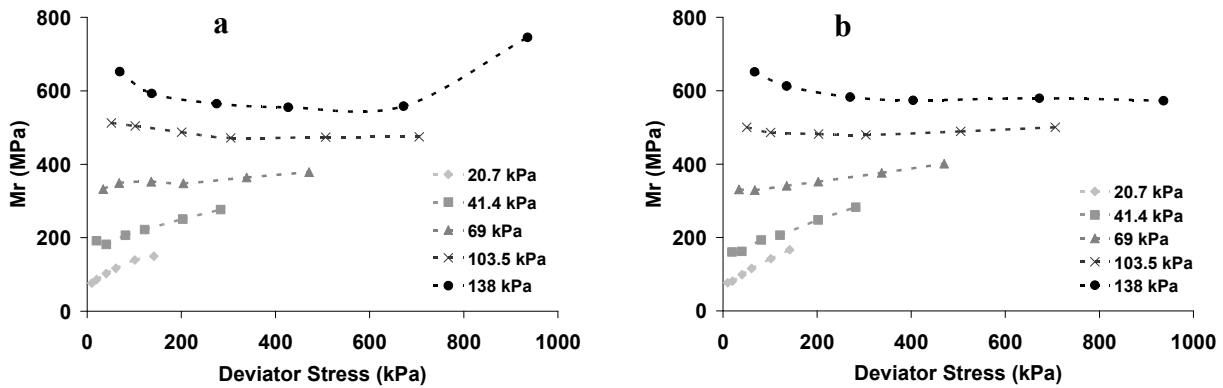 a
800
600
400
200
0
Mr (MPa)
20.7 kPa
41.4 kPa
69 kPa
103.5 kPa
138 kPa
0 200 400 600 800 1000
Deviator Stress (kPa)
b
800
600
400
200
0
Mr (MPa)
20.7 kPa
41.4 kPa
69 kPa
103.5 kPa
138 kPa
0 200 400 600 800 1000
Deviator Stress (kPa)